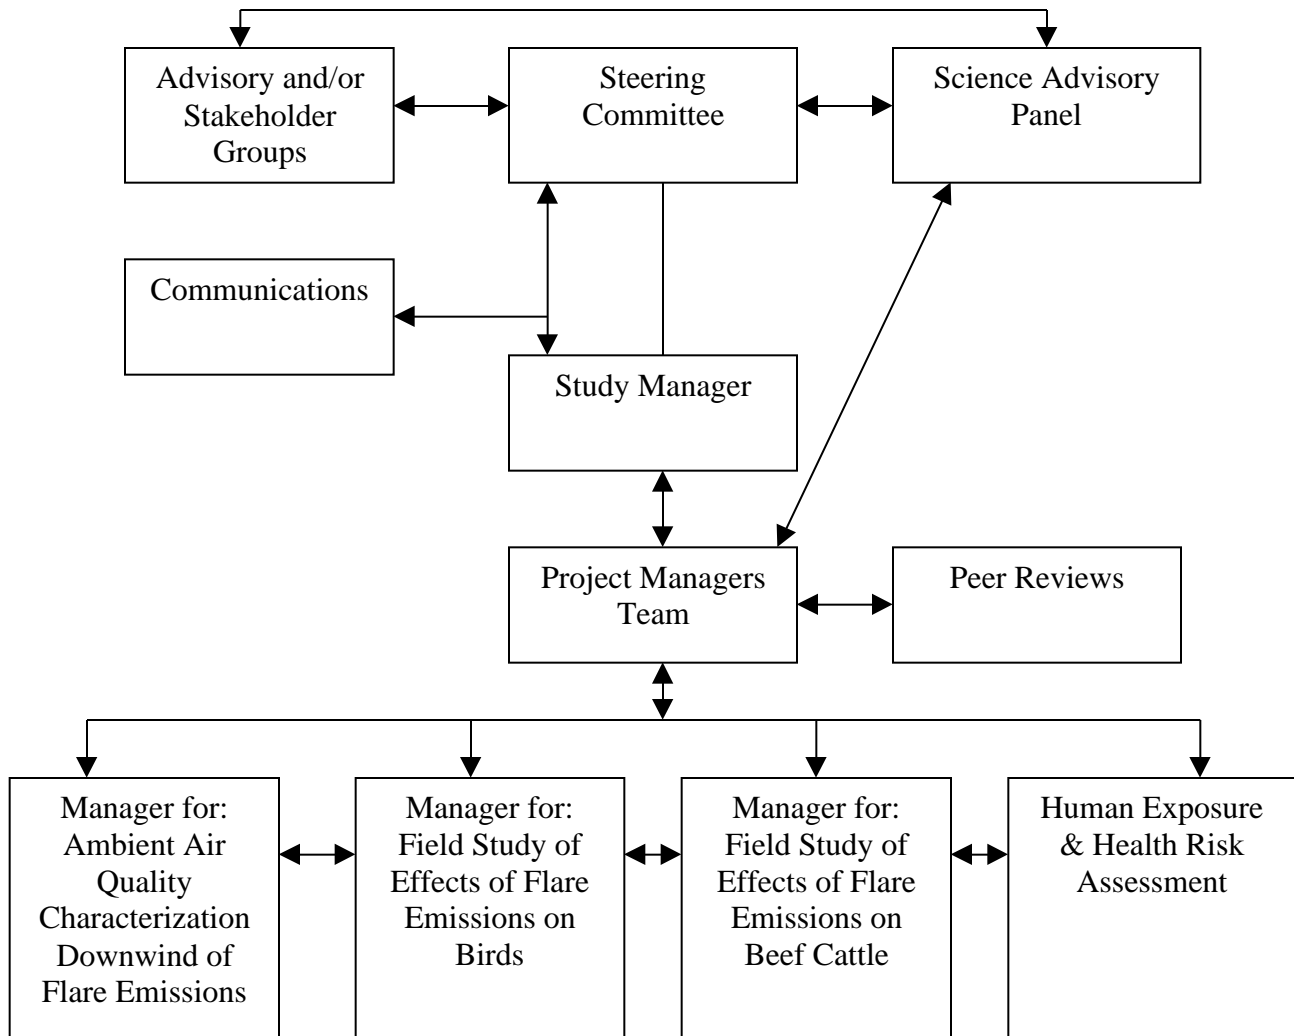 Advisory and/or
Stakeholder
Groups
Steering
Committee
Science Advisory
Panel
Communications
Study Manager
Project Managers
Team
Peer Reviews
Manager for:
Ambient Air
Quality
Characterization
Downwind of
Flare Emissions
Manager for:
Field Study of
Effects of Flare
Emissions on
Birds
Manager for:
Field Study of
Effects of Flare
Emissions on
Beef Cattle
Human Exposure
& Health Risk
Assessment